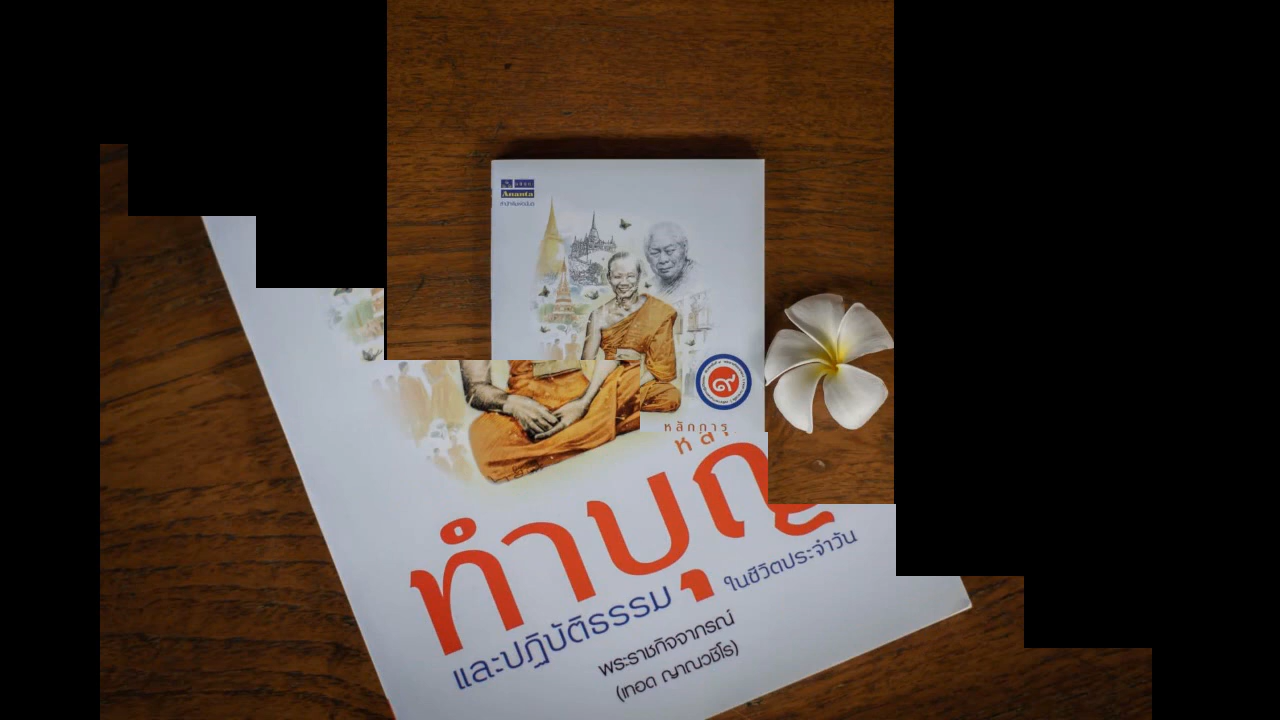 Ananta
๙
หลักการ
หลั
ทำบุญ
และปฏิบัติธรรม
ในชีวิตประจำวัน
พระราชกิจจาภรณ์
(เทอด ญาณวชิโร)